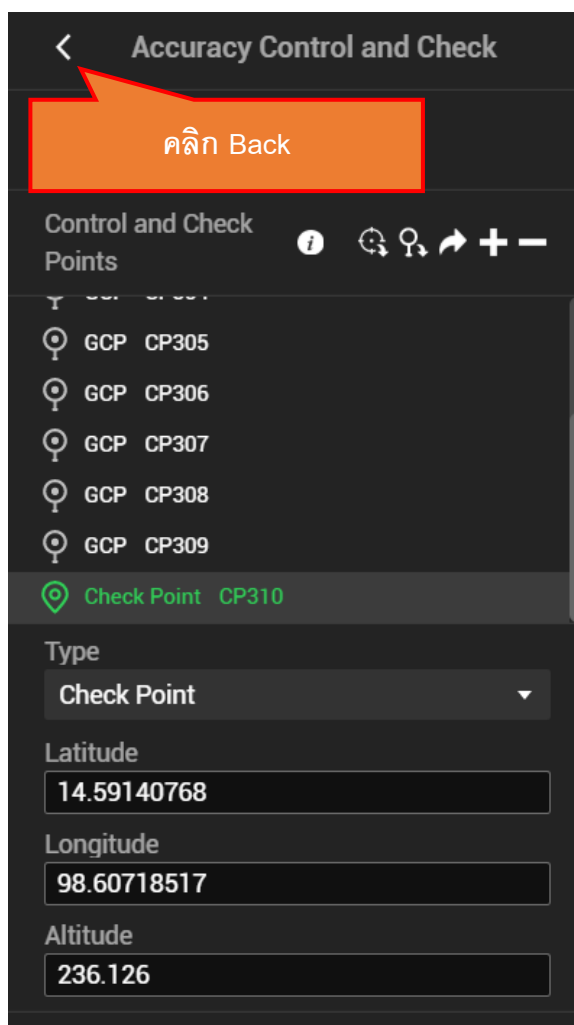 Accuracy Control and Check
คลิก Back
Control and Check
Points
GCP CP305
GCP CP306
GCP CP307
GCP CP308
GCP CP309
Check Point CP310
Type
Check Point
Latitude
14.59140768
Longitude
98.60718517
Altitude
236.126